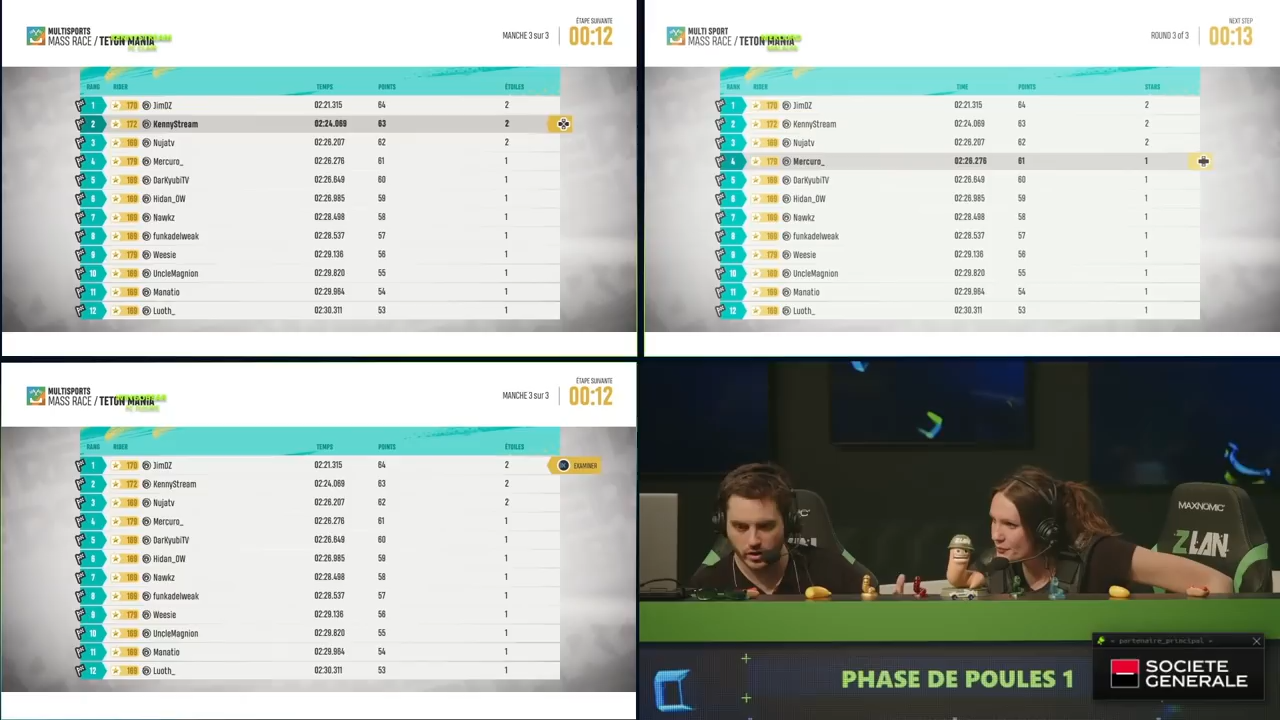 MULTISPORTS
MASS RACE / TETON MANIA
MANCHE 3 sur 3
ÉTAPE SUIVANTE
00:12
RANG RIDER TEMPS POINTS ÉTOILES
1 170 JimDZ 02:21.315 64 2
2 172 KennyStream 02:24.069 63 2
3 169 Nujatv 02:26.207 62 2
4 170 Mercuro_ 02:26.276 61 1
5 169 DarKyubiTV 02:26.649 60 1
6 169 Hidan_OW 02:26.985 59 1
7 169 Nawkz 02:28.498 58 1
8 169 funkadelweak 02:28.537 57 1
9 170 Weesie 02:29.136 56 1
10 169 UncleMagnion 02:29.820 55 1
11 169 Manatio 02:29.964 54 1
12 169 Luoth_ 02:30.311 53 1
MULTI SPORT
MASS RACE / TETON MANIA
ROUND 3 of 3
NEXT STEP
00:13
RANK RIDER TIME POINTS STARS
1 170 JimDZ 02:21.315 64 2
2 172 KennyStream 02:24.069 63 2
3 169 Nujatv 02:26.207 62 2
4 170 Mercuro_ 02:26.276 61 1
5 169 DarKyubiTV 02:26.649 60 1
6 169 Hidan_OW 02:26.985 59 1
7 169 Nawkz 02:28.498 58 1
8 169 funkadelweak 02:28.537 57 1
9 170 Weesie 02:29.136 56 1
10 169 UncleMagnion 02:29.820 55 1
11 169 Manatio 02:29.964 54 1
12 169 Luoth_ 02:30.311 53 1
MULTISPORTS
MASS RACE / TETON MANIA
MANCHE 3 sur 3
ÉTAPE SUIVANTE
00:12
RANG RIDER TEMPS POINTS ÉTOILES
1 170 JimDZ 02:21.315 64 2 EXAMINER
2 172 KennyStream 02:24.069 63 2
3 169 Nujatv 02:26.207 62 2
4 170 Mercuro_ 02:26.276 61 1
5 169 DarKyubiTV 02:26.649 60 1
6 169 Hidan_OW 02:26.985 59 1
7 169 Nawkz 02:28.498 58 1
8 169 funkadelweak 02:28.537 57 1
9 170 Weesie 02:29.136 56 1
10 169 UncleMagnion 02:29.820 55 1
11 169 Manatio 02:29.964 54 1
12 169 Luoth_ 02:30.311 53 1
MAXNOMIC
ZLAN
PHASE DE POULES 1
partenaire_principal
SOCIETE
GENERALE